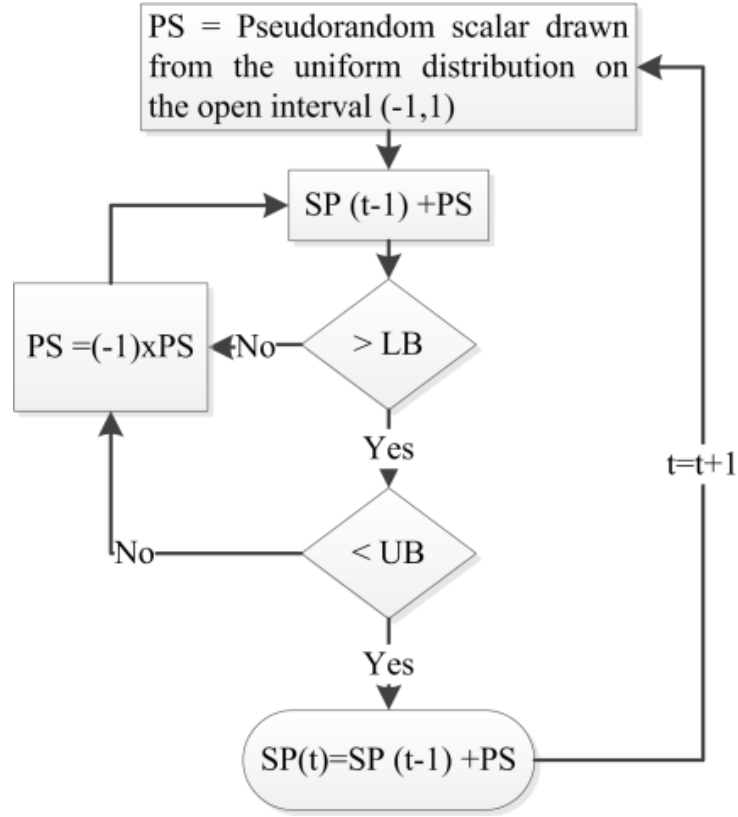 PS = Pseudorandom scalar drawn
from the uniform distribution on
the open interval (-1,1)
SP (t-1) +PS
PS =(-1)xPS
No
> LB
Yes
t=t+1
No
< UB
Yes
SP(t)=SP (t-1) +PS